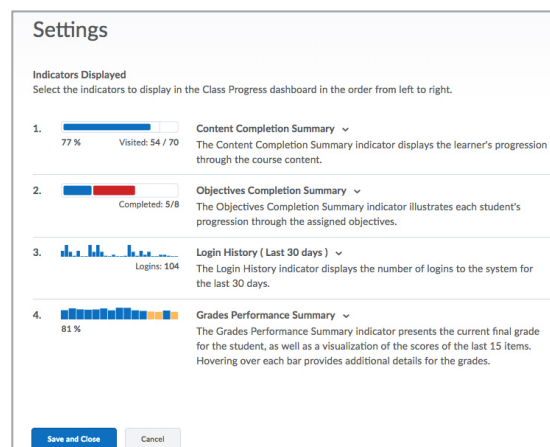 Settings
Indicators Displayed
Select the indicators to display in the Class Progress dashboard in the order from left to right.
1.
77 % Visited: 54 / 70
Content Completion Summary
The Content Completion Summary indicator displays the learner's progression
through the course content.
2.
Completed: 5/8
Objectives Completion Summary
The Objectives Completion Summary indicator illustrates each student's
progression through the assigned objectives.
3.
Logins: 104
Login History ( Last 30 days )
The Login History indicator displays the number of logins to the system for
the last 30 days.
4.
81 %
Grades Performance Summary
The Grades Performance Summary indicator presents the current final grade
for the student, as well as a visualization of the scores of the last 15 items.
Hovering over each bar provides additional details for the grades.
Save and Close Cancel